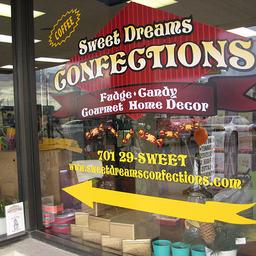 COFFEE
Sweet Dreams
CONFECTIONS
Fudge • Candy
Gourmet Home Decor
701 29-SWEET
www.sweetdreamsconfections.com